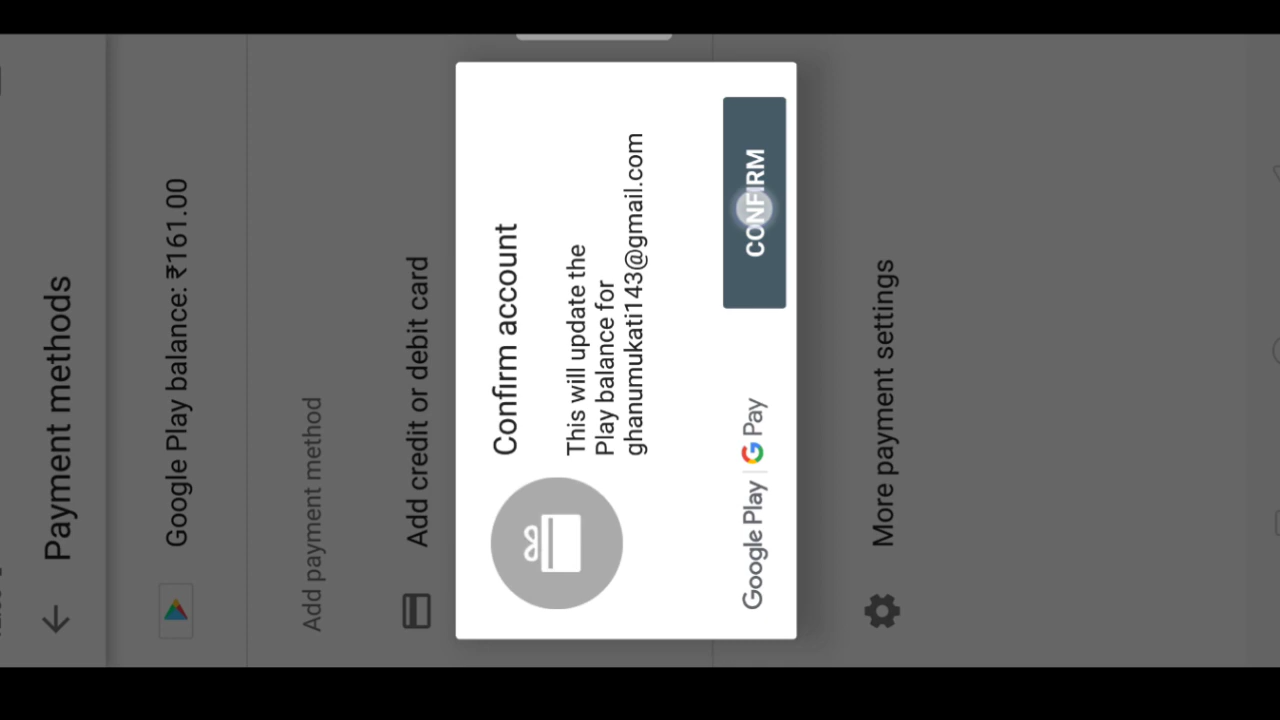 Payment methods
Google Play balance: ₹161.00
Add payment method
Add credit or debit card
Confirm account
This will update the
Play balance for
ghanumukati143@gmail.com
Google Play | G Pay
CONFIRM
More payment settings